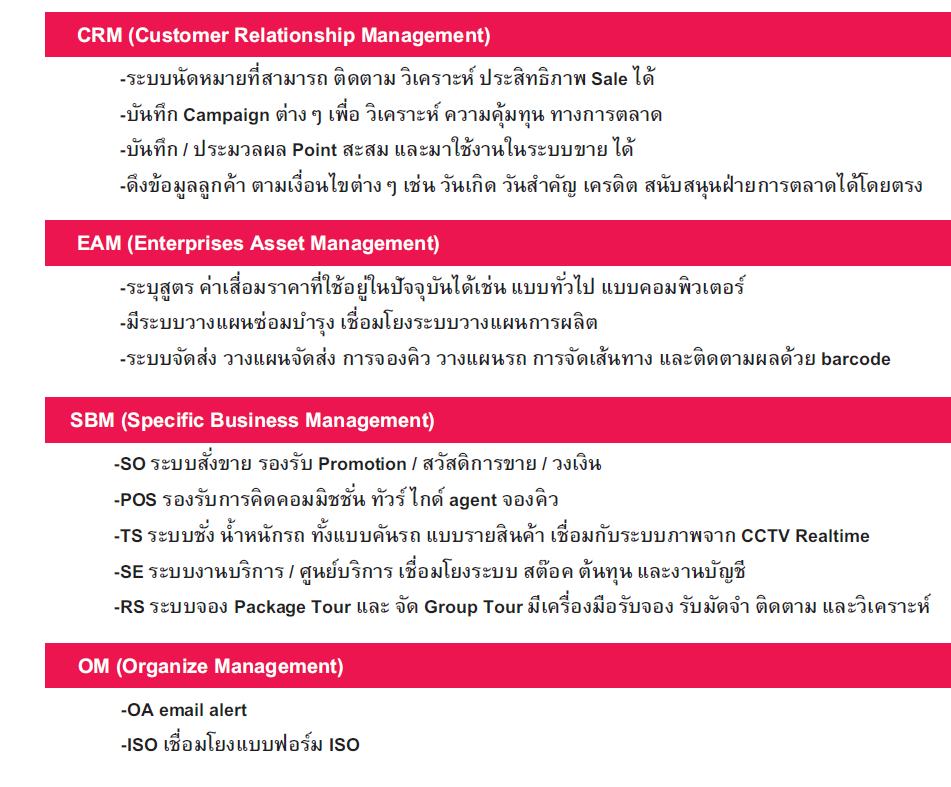 CRM (Customer Relationship Management)
-ระบบนัดหมายที่สามารถ ติดตาม วิเคราะห์ ประสิทธิภาพ Sale ได้
-บันทึก Campaign ต่าง ๆ เพื่อ วิเคราะห์ ความคุ้มทุน ทางการตลาด
-บันทึก / ประมวลผล Point สะสม และมาใช้งานในระบบขาย ได้
-ดึงข้อมูลลูกค้า ตามเงื่อนไขต่าง ๆ เช่น วันเกิด วันสำคัญ เครดิต สนับสนุนฝ่ายการตลาดได้โดยตรง
EAM (Enterprises Asset Management)
-ระบุสูตร ค่าเสื่อมราคาที่ใช้อยู่ในปัจจุบันได้เช่น แบบทั่วไป แบบคอมพิวเตอร์
-มีระบบวางแผนซ่อมบำรุง เชื่อมโยงระบบวางแผนการผลิต
-ระบบจัดส่ง วางแผนจัดส่ง การจองคิว วางแผนรถ การจัดเส้นทาง และติดตามผลด้วย barcode
SBM (Specific Business Management)
-SO ระบบสั่งขาย รองรับ Promotion / สวัสดิการขาย / วงเงิน
-POS รองรับการคิดคอมมิชชั่น ทัวร์ ไกด์ agent จองคิว
-TS ระบบชั่ง น้ำหนักรถ ทั้งแบบคันรถ แบบรายสินค้า เชื่อมกับระบบภาพจาก CCTV Realtime
-SE ระบบงานบริการ / ศูนย์บริการ เชื่อมโยงระบบ สต๊อค ต้นทุน และงานบัญชี
-RS ระบบจอง Package Tour และ จัด Group Tour มีเครื่องมือรับจอง รับมัดจำ ติดตาม และวิเคราะห์
OM (Organize Management)
-OA email alert
-ISO เชื่อมโยงแบบฟอร์ม ISO